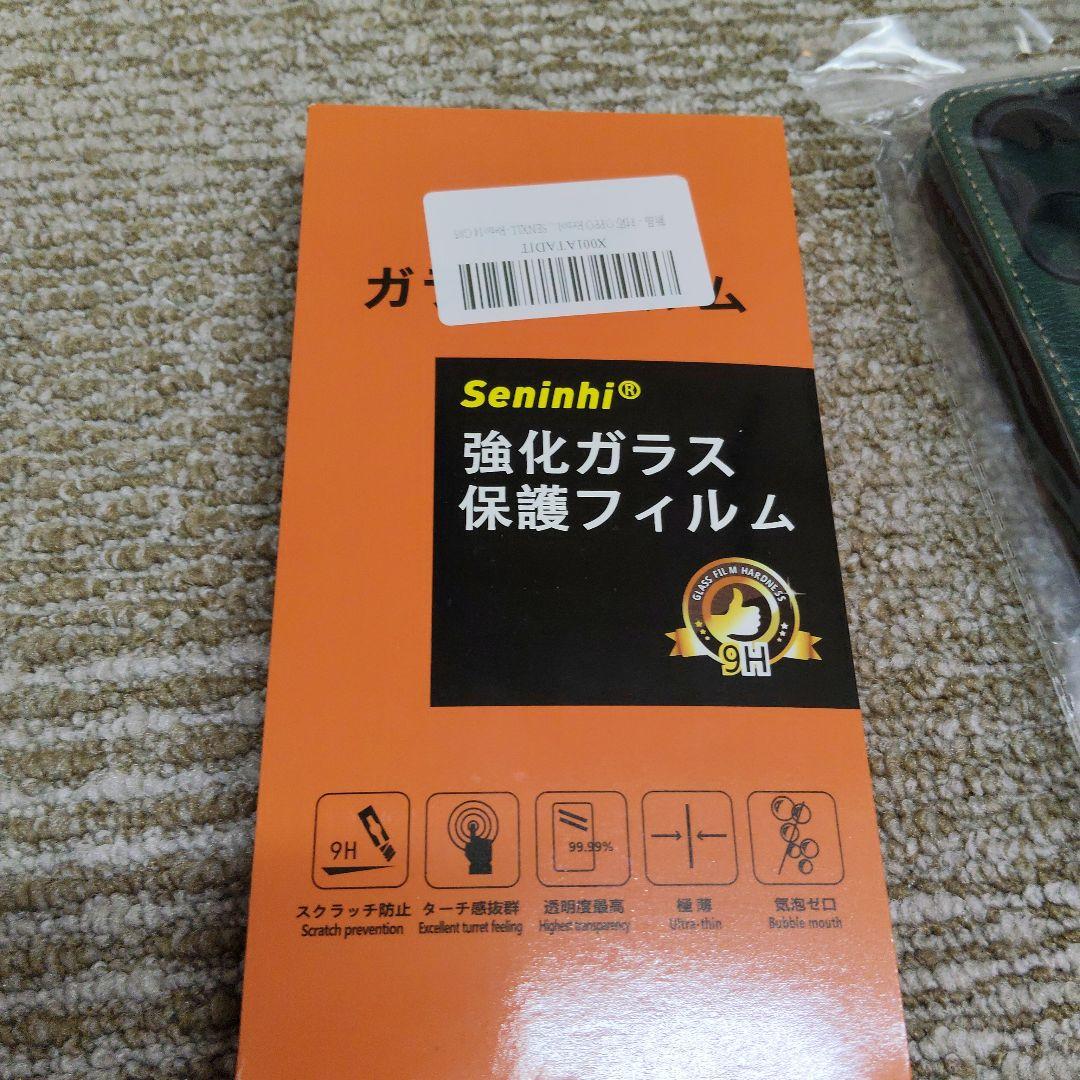 X001ATADIT
ガラ ルム
Seninhi®
強化ガラス
保護フィルム
GLASS FILM HARDNESS
9H
9H
99.99%
スクラッチ防止 ターチ感抜群 透明度最高 極薄 気泡ゼロ
Scratch prevention Excellent turret feeling Highest transparency Ultra-thin Bubble mouth